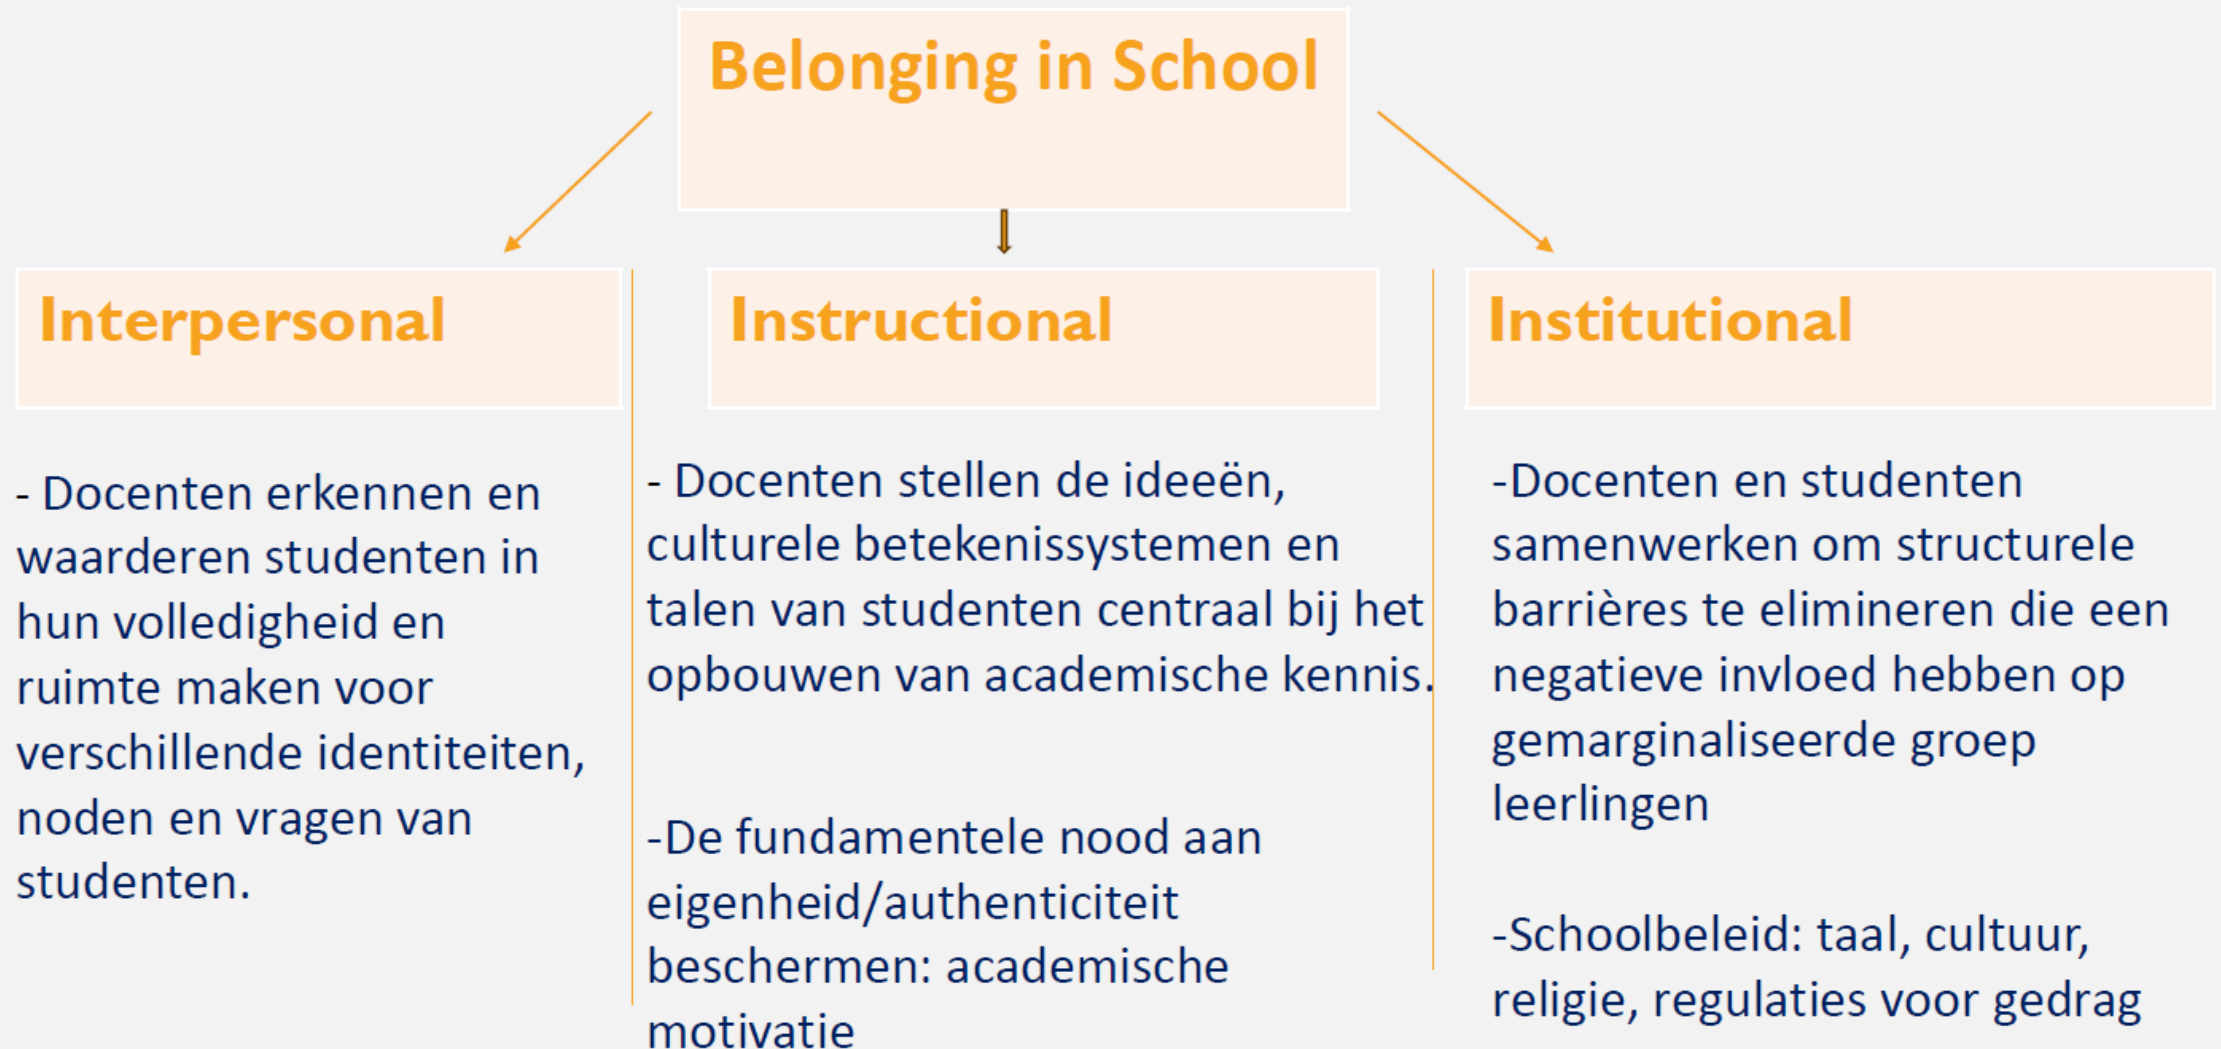 Belonging in School
Interpersonal
- Docenten erkennen en
waarderen studenten in
hun volledigheid en
ruimte maken voor
verschillende identiteiten,
noden en vragen van
studenten.
Instructional
- Docenten stellen de ideeën,
culturele betekenissystemen en
talen van studenten centraal bij het
opbouwen van academische kennis.
-De fundamentele nood aan
eigenheid/authenticiteit
beschermen: academische
motivatie
Institutional
-Docenten en studenten
samenwerken om structurele
barrières te elimineren die een
negatieve invloed hebben op
gemarginaliseerde groep
leerlingen
-Schoolbeleid: taal, cultuur,
religie, regulaties voor gedrag